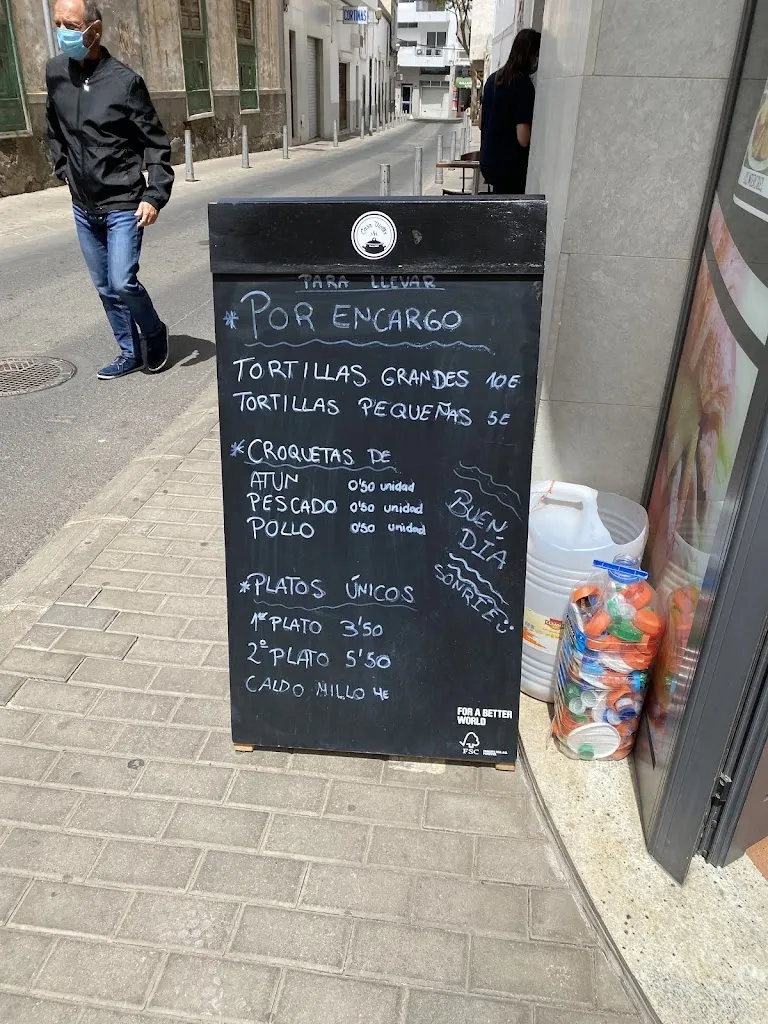 CORTINAS
PARA LLEVAR
* POR ENCARGO
TORTILLAS GRANDES 10€
TORTILLAS PEQUEÑAS 5€
* CROQUETAS DE
ATUN 0'50 unidad
PESCADO 0'50 unidad
POLLO 0'50 unidad
BUEN
DÍA
SONRIE
* PLATOS ÚNICOS
1er PLATO 3'50
2º PLATO 5'50
CALDO MILLO 4€
FOR A BETTER
WORLD
FSC